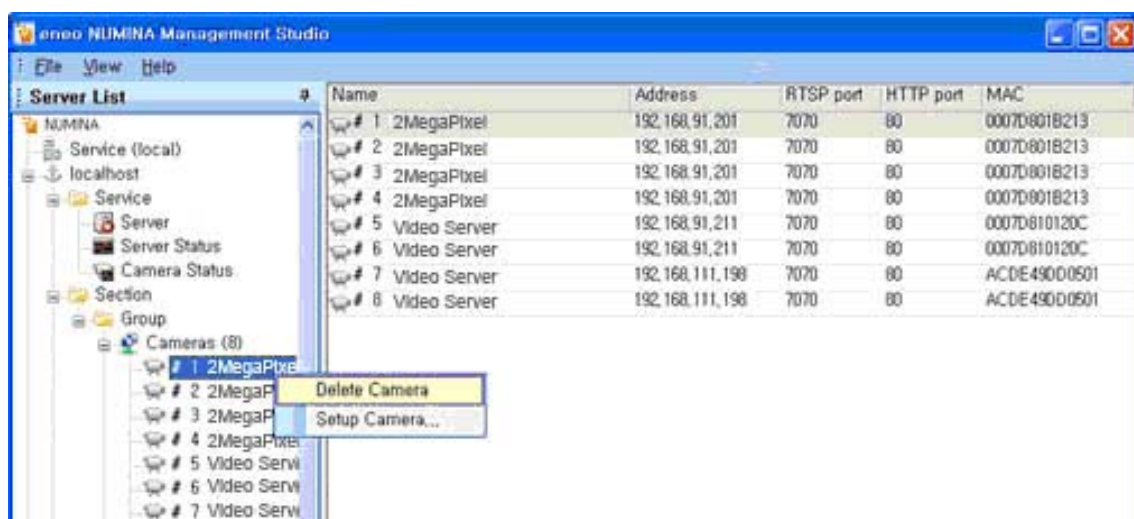 eneo NUMINA Management Studio
File View Help
Server List
NUMINA
Service (local)
localhost
Service
Server
Server Status
Camera Status
Section
Group
Cameras (8)
# 1 2MegaPixel
# 2 2MegaP
# 3 2MegaP
# 4 2MegaPixel
# 5 Video Serv
# 6 Video Serv
# 7 Video Serv
Delete Camera
Setup Camera...
Name Address RTSP port HTTP port MAC
# 1 2MegaPixel 192,168,91,201 7070 80 0007D801B213
# 2 2MegaPixel 192,168,91,201 7070 80 0007D801B213
# 3 2MegaPixel 192,168,91,201 7070 80 0007D801B213
# 4 2MegaPixel 192,168,91,201 7070 80 0007D801B213
# 5 Video Server 192,168,91,211 7070 80 0007D810120C
# 6 Video Server 192,168,91,211 7070 80 0007D810120C
# 7 Video Server 192,168,111,198 7070 80 ACDE49DD0501
# 8 Video Server 192,168,111,198 7070 80 ACDE49DD0501